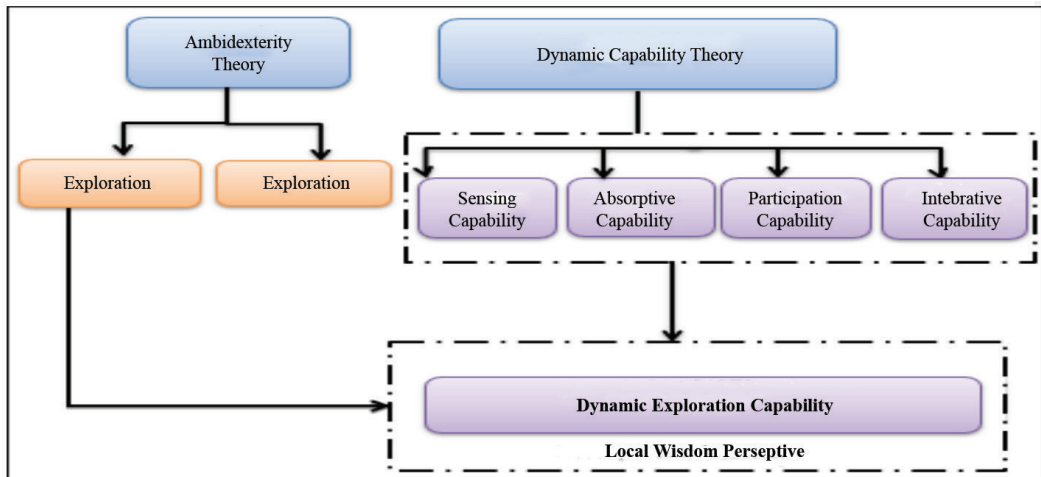 Ambidexterity
Theory
Dynamic Capability Theory
Exploration
Exploration
Sensing
Capability
Absorptive
Capability
Participation
Capability
Intebrative
Capability
Dynamic Exploration Capability
Local Wisdom Perseptive